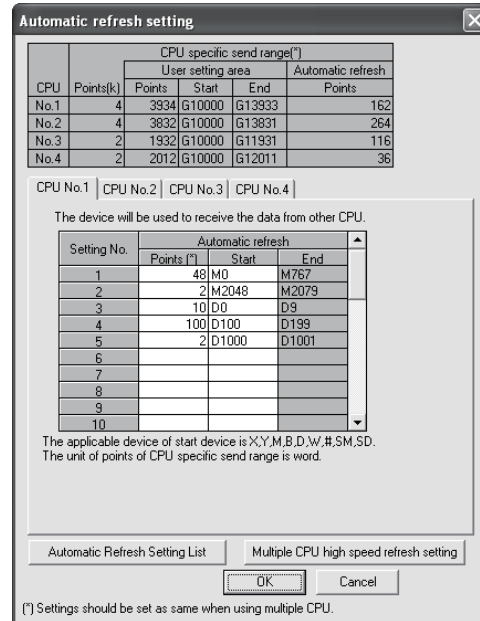 Automatic refresh setting
CPU specific send range(*)
User setting area Automatic refresh
CPU Points(k) Points Start End Points
No.1 4 3934 G10000 G13933 162
No.2 4 3832 G10000 G13831 264
No.3 2 1932 G10000 G11931 116
No.4 2 2012 G10000 G12011 36
CPU No.1 CPU No.2 CPU No.3 CPU No.4
The device will be used to receive the data from other CPU.
Setting No. Automatic refresh
Points (*) Start End
1 48 M0 M767
2 2 M2048 M2079
3 10 D0 D9
4 100 D100 D199
5 2 D1000 D1001
6
7
8
9
10
The applicable device of start device is X,Y,M,B,D,W,#,SM,SD.
The unit of points of CPU specific send range is word.
Automatic Refresh Setting List Multiple CPU high speed refresh setting
OK Cancel
(*) Settings should be set as same when using multiple CPU.